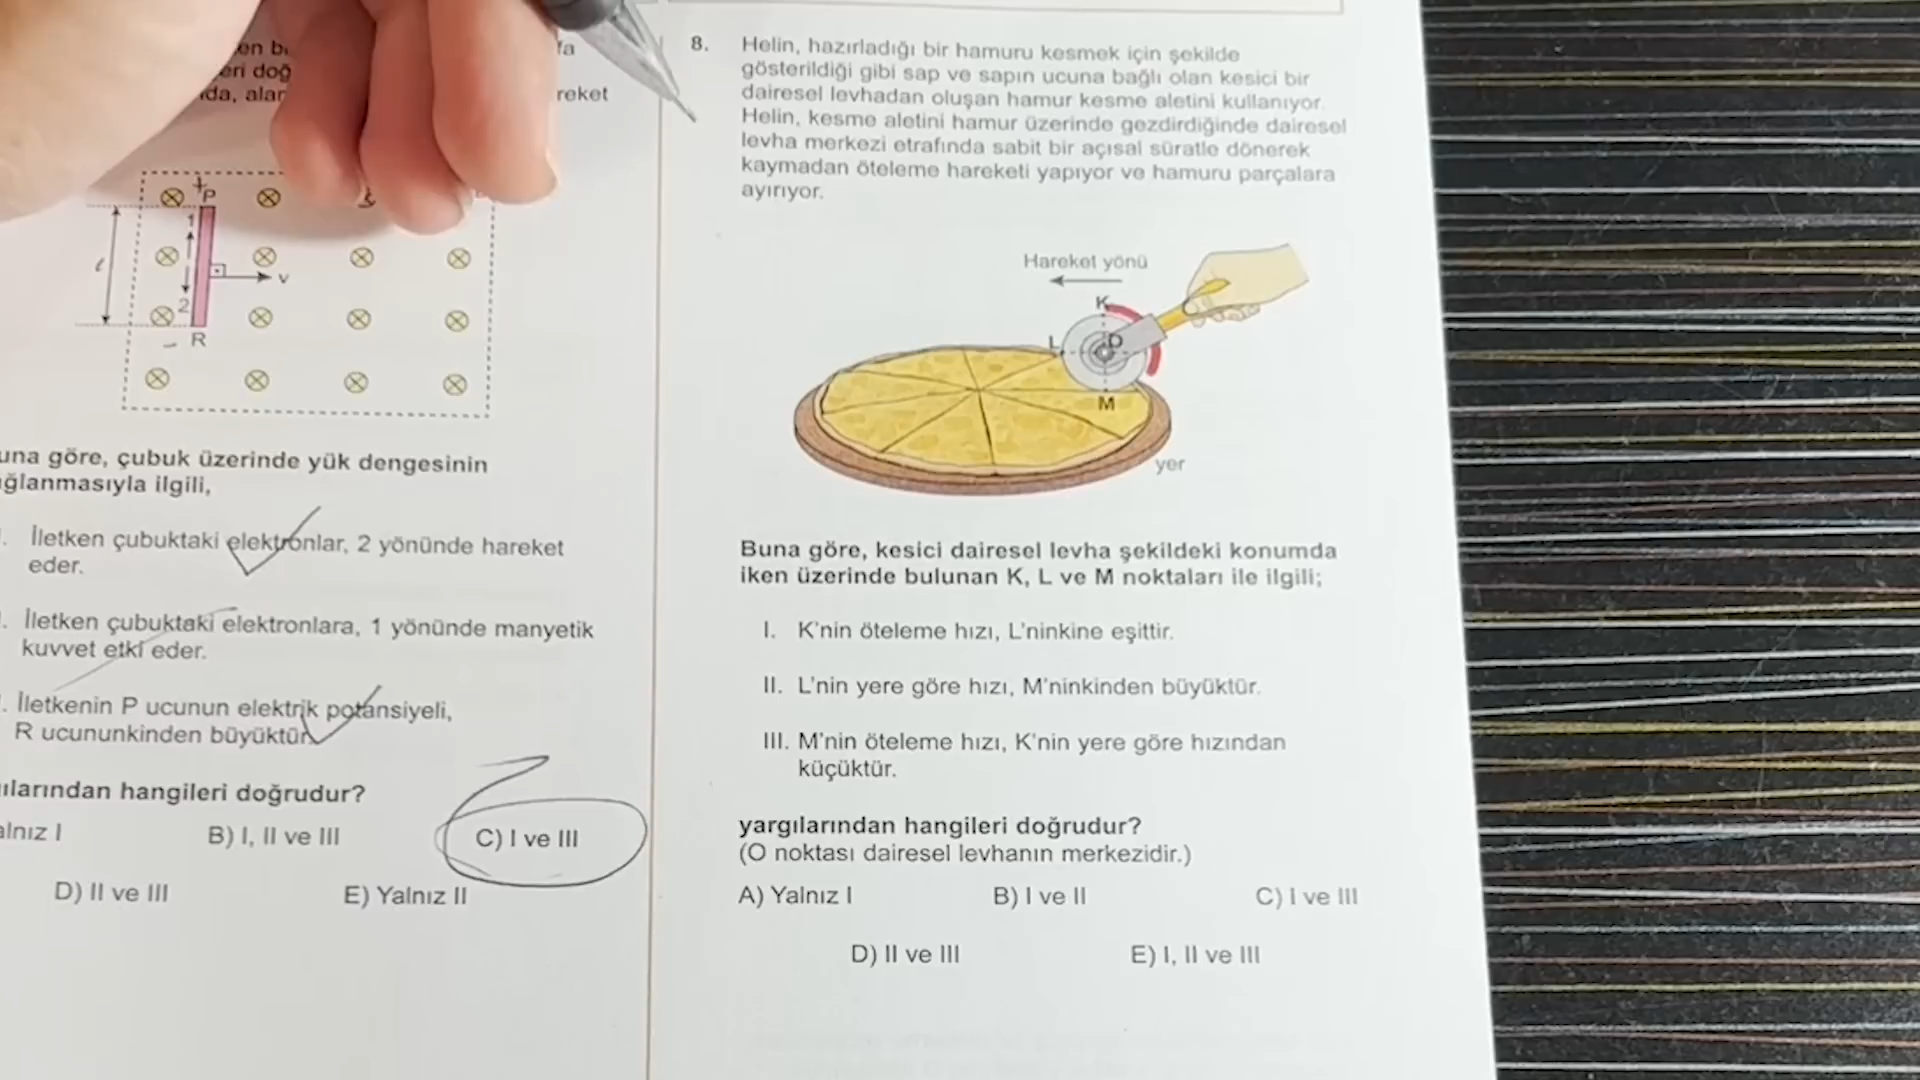 en b
fa
eri doğ
ıda, alar
reket
+
P
1
ℓ
v
2
-
R
una göre, çubuk üzerinde yük dengesinin
ğlanmasıyla ilgili,
. İletken çubuktaki elektronlar, 2 yönünde hareket
eder.
. İletken çubuktaki elektronlara, 1 yönünde manyetik
kuvvet etki eder.
. İletkenin P ucunun elektrik potansiyeli,
R ucununkinden büyüktür.
ılarından hangileri doğrudur?
alnız I
B) I, II ve III
C) I ve III
D) II ve III
E) Yalnız II
8. Helin, hazırladığı bir hamuru kesmek için şekilde
gösterildiği gibi sap ve sapın ucuna bağlı olan kesici bir
dairesel levhadan oluşan hamur kesme aletini kullanıyor.
Helin, kesme aletini hamur üzerinde gezdirdiğinde dairesel
levha merkezi etrafında sabit bir açısal süratle dönerek
kaymadan öteleme hareketi yapıyor ve hamuru parçalara
ayırıyor.
Hareket yönü
K
L
O
M
yer
Buna göre, kesici dairesel levha şekildeki konumda
iken üzerinde bulunan K, L ve M noktaları ile ilgili;
I. K'nin öteleme hızı, L'ninkine eşittir.
II. L'nin yere göre hızı, M'ninkinden büyüktür.
III. M'nin öteleme hızı, K'nin yere göre hızından
küçüktür.
yargılarından hangileri doğrudur?
(O noktası dairesel levhanın merkezidir.)
A) Yalnız I
B) I ve II
C) I ve III
D) II ve III
E) I, II ve III